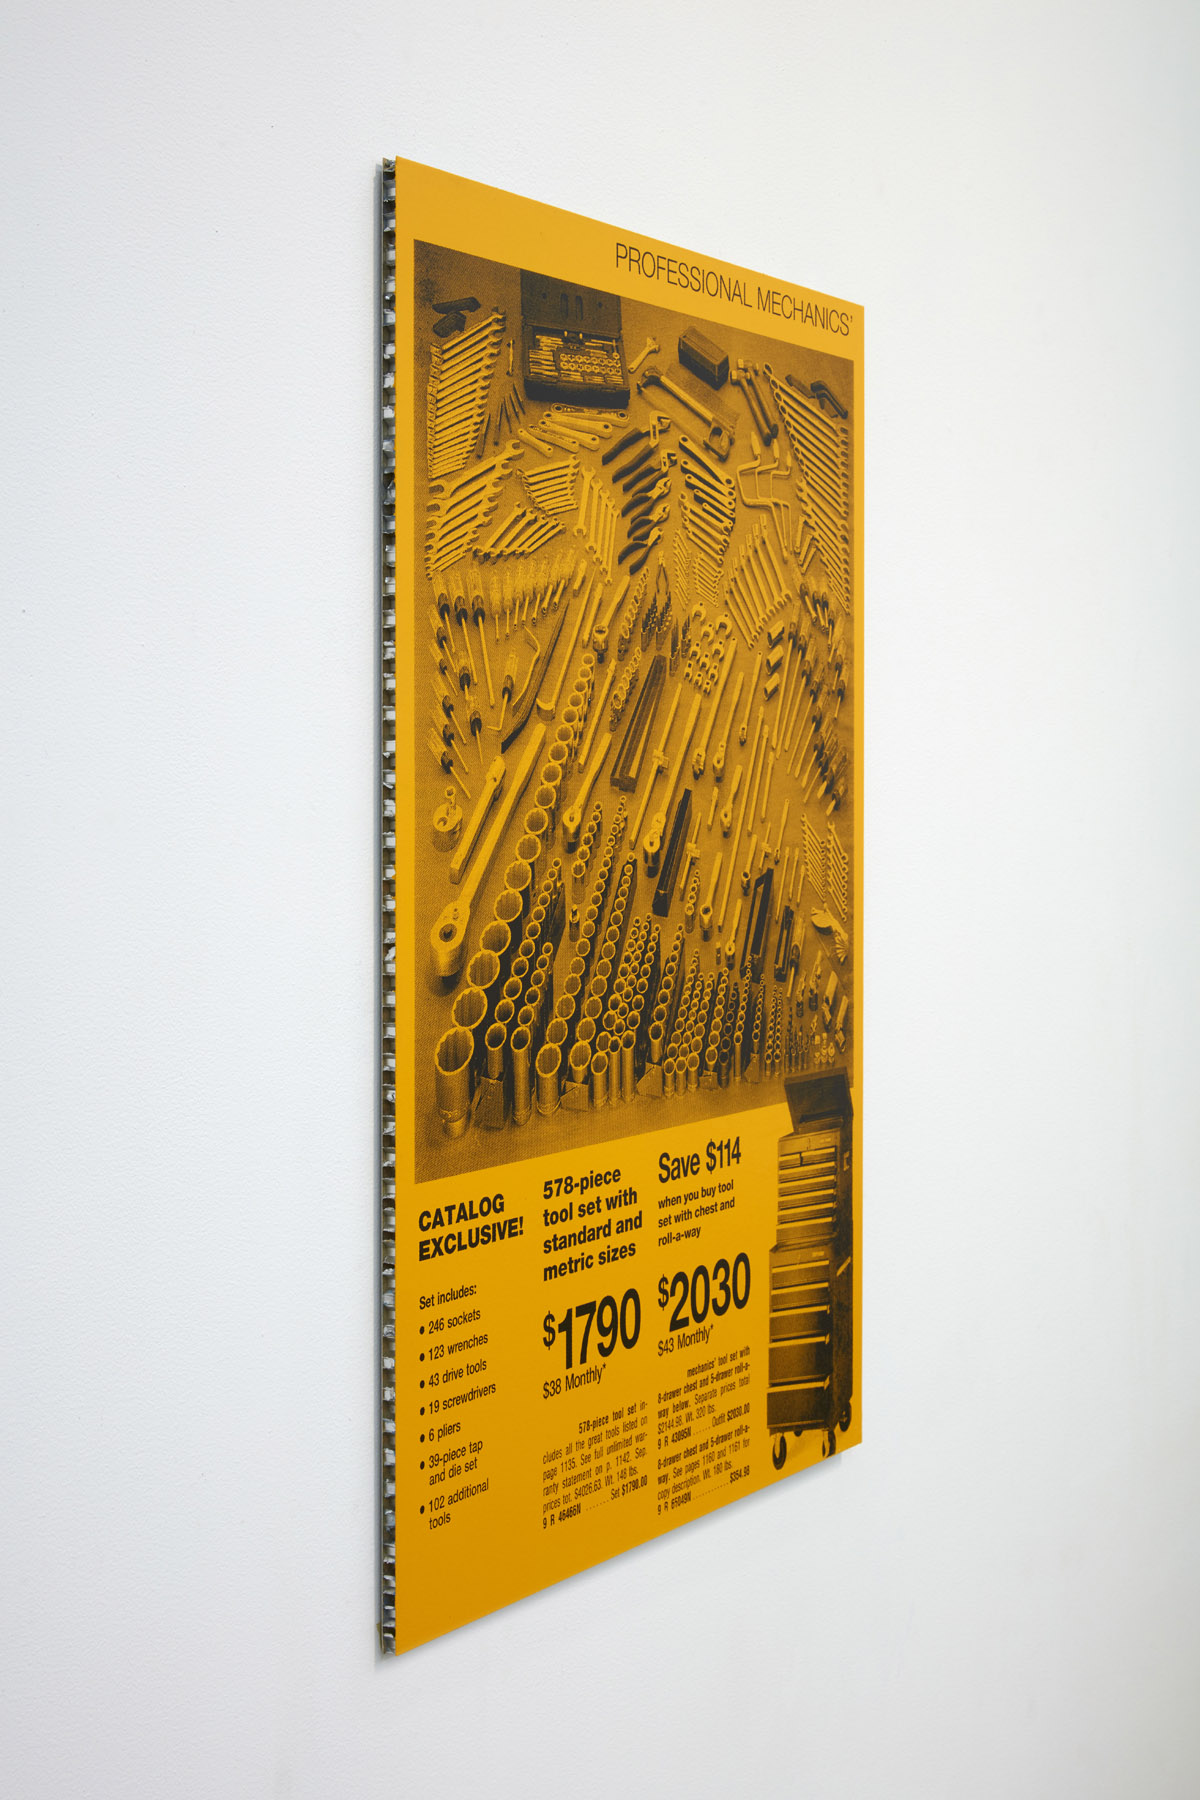 PROFESSIONAL MECHANICS'
CATALOG
EXCLUSIVE!
Set includes:
• 246 sockets
• 123 wrenches
• 43 drive tools
• 19 screwdrivers
• 6 pliers
• 39-piece tap
and die set
• 102 additional
tools
578-piece
tool set with
standard and
metric sizes
$1790
$38 Monthly*
578-piece tool set in-
cludes all the great tools listed on
page 1135. See full unlimited war-
ranty statement on p. 1142. Sep.
prices tot. $4026.63. Wt. 148 lbs.
9 R 46466N ........ Set $1790.00
Save $114
when you buy tool
set with chest and
roll-a-way
$2030
$43 Monthly*
mechanics' tool set with
8-drawer chest and 5-drawer roll-a-
way below. Separate prices total
$2144.98. Wt. 320 lbs.
9 R 43095N ..... Outfit $2030.00
8-drawer chest and 5-drawer roll-a-
way. See pages 1160 and 1161 for
copy description. Wt. 180 lbs.
9 R 65049N ............. $354.98